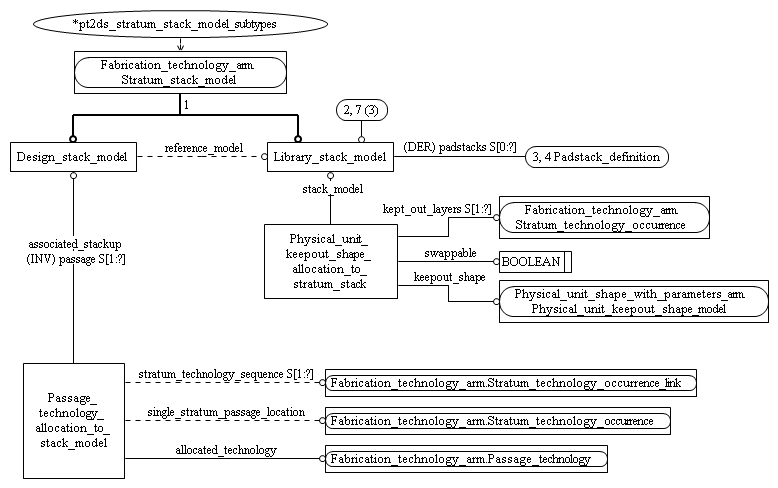 *pt2ds_stratum_stack_model_subtypes
Fabrication_technology_arm.
Stratum_stack_model
1
2, 7 (3)
Design_stack_model
reference_model
Library_stack_model
(DER) padstacks S[0:?]
3, 4 Padstack_definition
stack_model
kept_out_layers S[1:?]
Fabrication_technology_arm.
Stratum_technology_occurrence
Physical_unit_
keepout_shape_
allocation_to_
stratum_stack
swappable
BOOLEAN
keepout_shape
Physical_unit_shape_with_parameters_arm.
Physical_unit_keepout_shape_model
associated_stackup
(INV) passage S[1:?]
Passage_
technology_
allocation_to_
stack_model
stratum_technology_sequence S[1:?]
Fabrication_technology_arm.Stratum_technology_occurrence_link
single_stratum_passage_location
Fabrication_technology_arm.Stratum_technology_occurrence
allocated_technology
Fabrication_technology_arm.Passage_technology